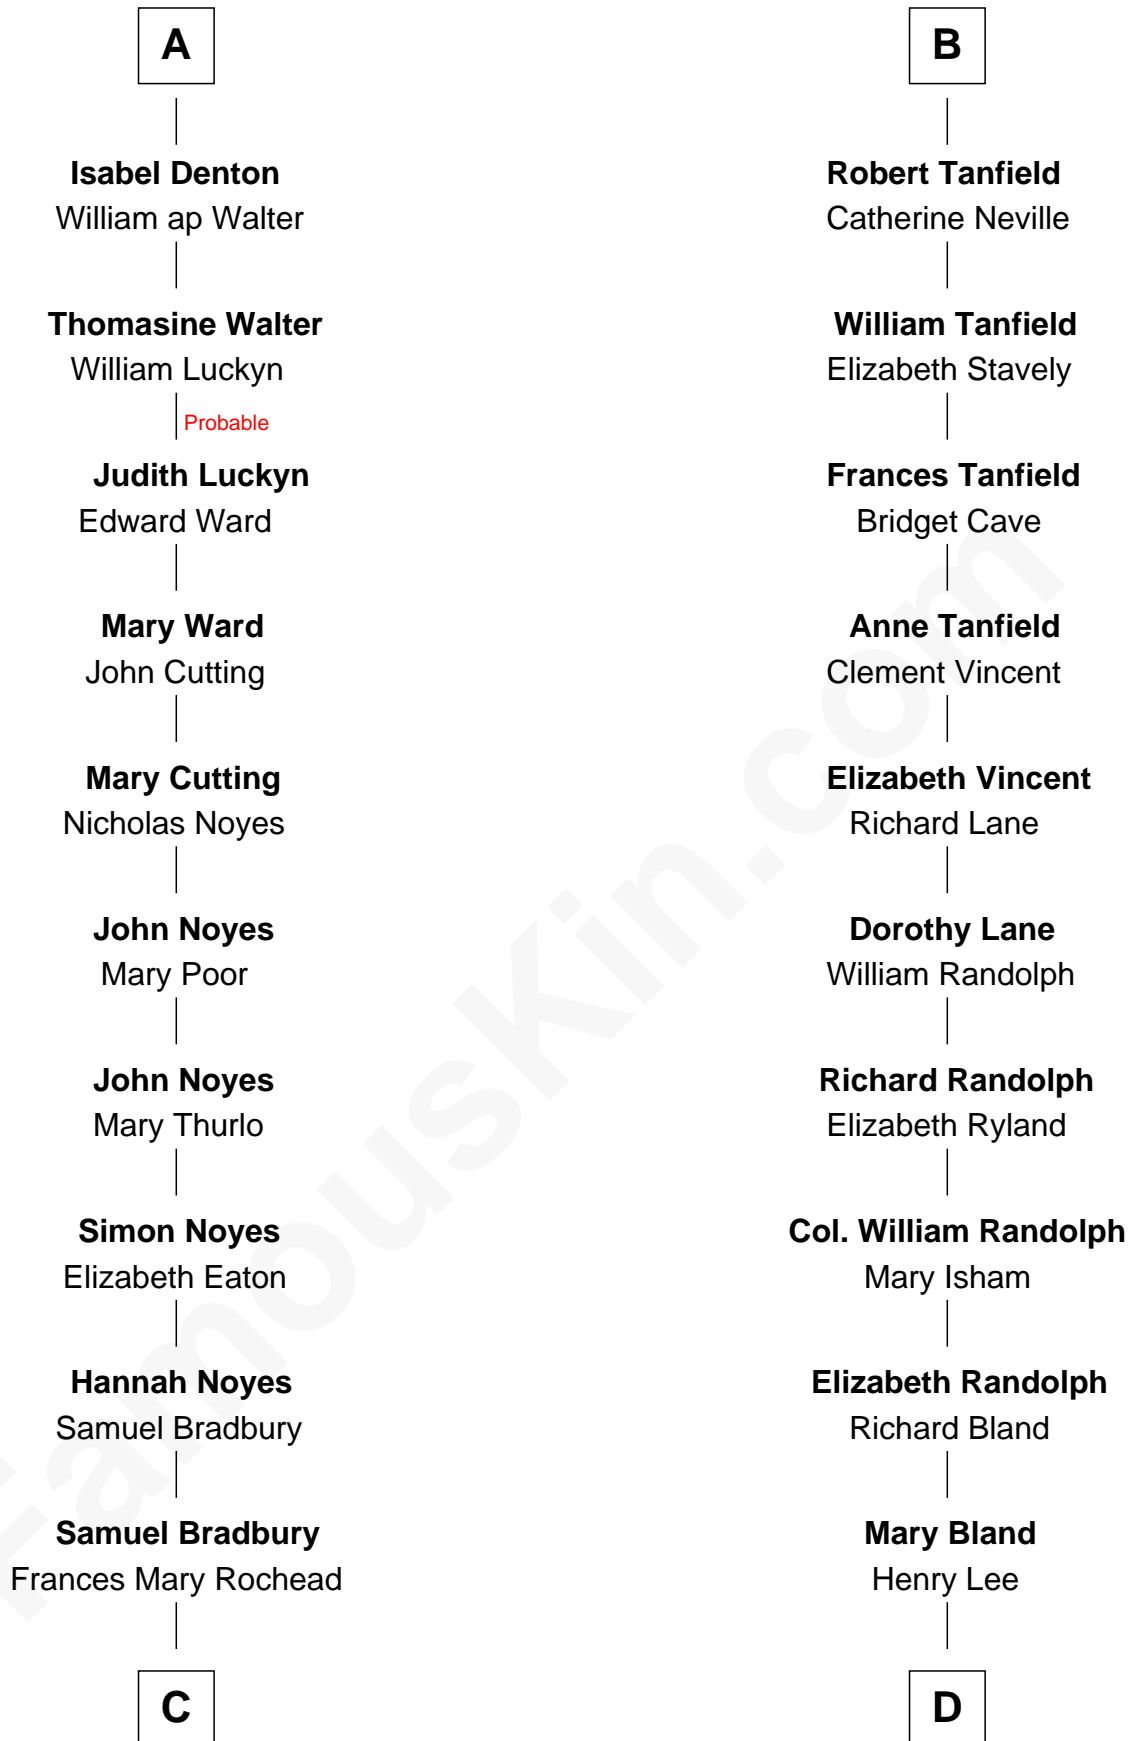 A
Isabel Denton
William ap Walter
Thomasine Walter
William Luckyn
Probable
Judith Luckyn
Edward Ward
Mary Ward
John Cutting
Mary Cutting
Nicholas Noyes
John Noyes
Mary Poor
John Noyes
Mary Thurlo
Simon Noyes
Elizabeth Eaton
Hannah Noyes
Samuel Bradbury
Samuel Bradbury
Frances Mary Rochead
C
B
Robert Tanfield
Catherine Neville
William Tanfield
Elizabeth Stavely
Frances Tanfield
Bridget Cave
Anne Tanfield
Clement Vincent
Elizabeth Vincent
Richard Lane
Dorothy Lane
William Randolph
Richard Randolph
Elizabeth Ryland
Col. William Randolph
Mary Isham
Elizabeth Randolph
Richard Bland
Mary Bland
Henry Lee
D
FamousKin.com